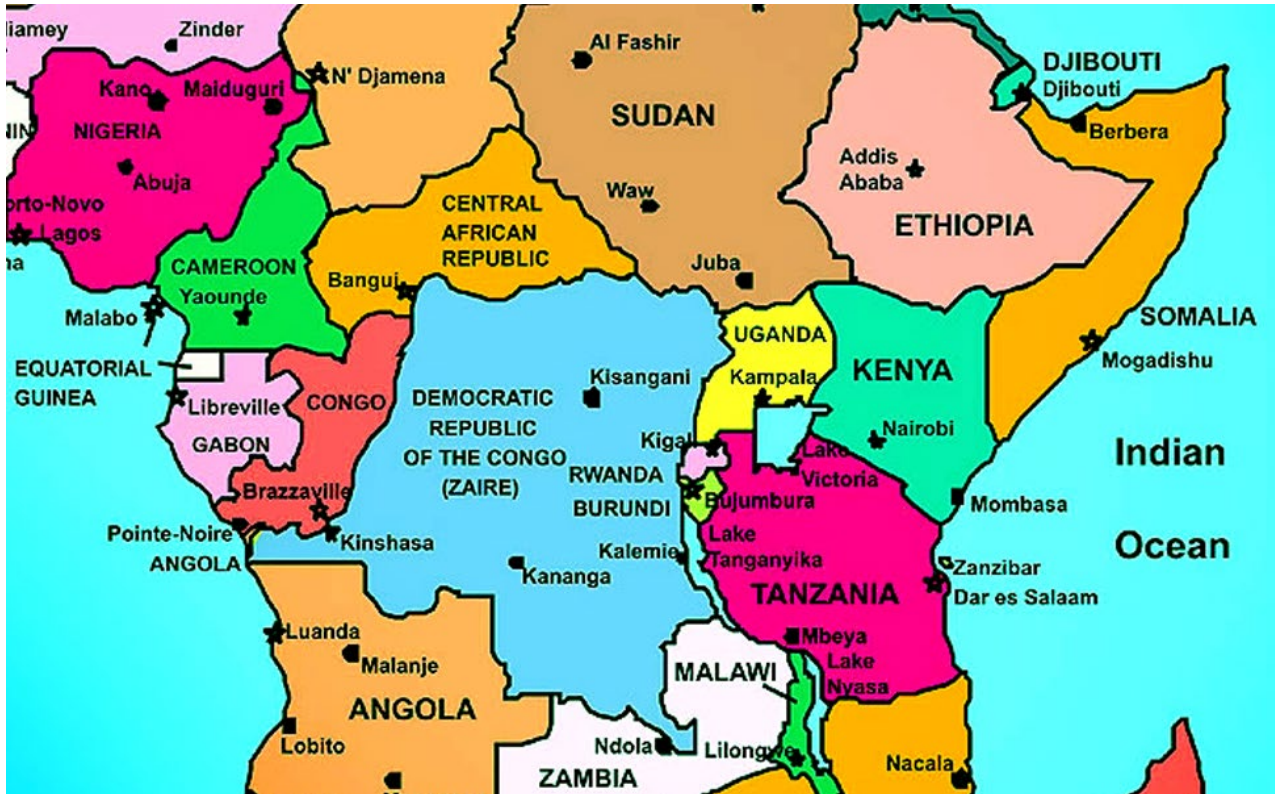 Zinder
N' Djamena
Al Fashir
DJIBOUTI
Djibouti
Kano
Maiduguri
NIGERIA
SUDAN
Berbera
Abuja
Addis
Ababa
Waw
Lagos
CENTRAL
AFRICAN
REPUBLIC
ETHIOPIA
CAMEROON
Yaounde
Bangui
Juba
Malabo
SOMALIA
Mogadishu
EQUATORIAL
GUINEA
UGANDA
Kampala
KENYA
Kisangani
Libreville
CONGO
GABON
DEMOCRATIC
REPUBLIC
OF THE CONGO
(ZAIRE)
Nairobi
Indian
Ocean
Kigal
RWANDA
BURUNDI
Bujumbura
Lake
Victoria
Brazzaville
Mombasa
Pointe-Noire
ANGOLA
Kinshasa
Kalemie
Lake
Tanganyika
Kananga
Zanzibar
Dar es Salaam
TANZANIA
Luanda
Malanje
Mbeya
MALAWI
Lake
Nyasa
ANGOLA
Lobito
Ndola
Lilongwe
Nacala
ZAMBIA